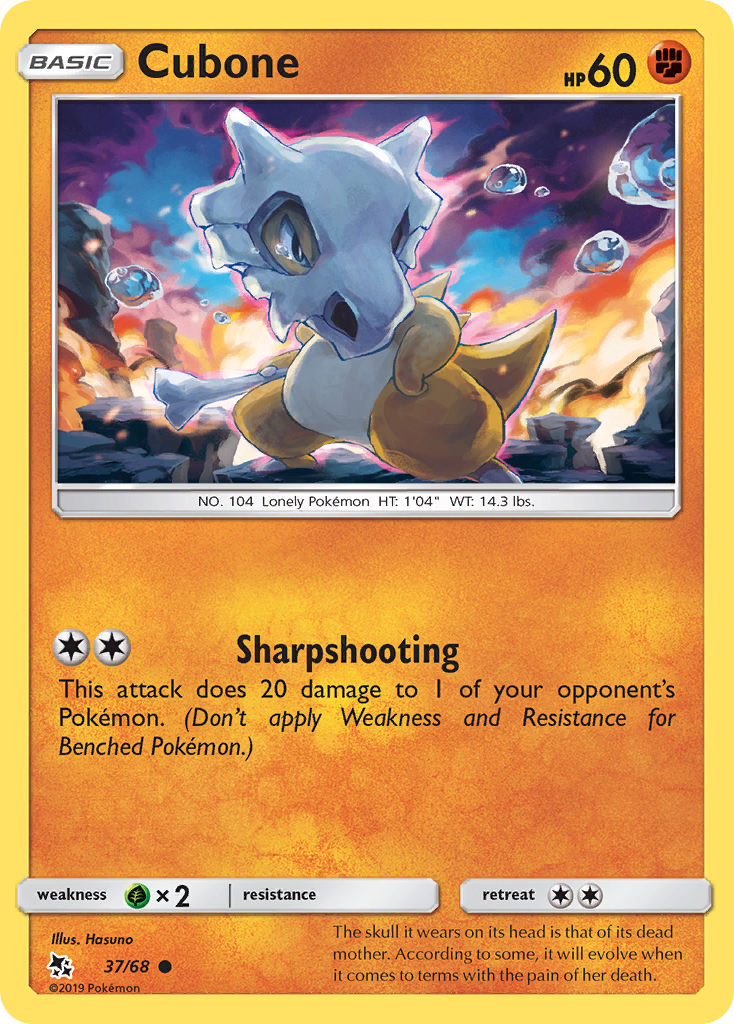 BASIC Cubone HP60
NO. 104 Lonely Pokémon HT: 1'04" WT: 14.3 lbs.
Sharpshooting
This attack does 20 damage to 1 of your opponent's
Pokémon. (Don't apply Weakness and Resistance for
Benched Pokémon.)
weakness ×2 resistance retreat
Illus. Hasuno
37/68
©2019 Pokémon
The skull it wears on its head is that of its dead
mother. According to some, it will evolve when
it comes to terms with the pain of her death.